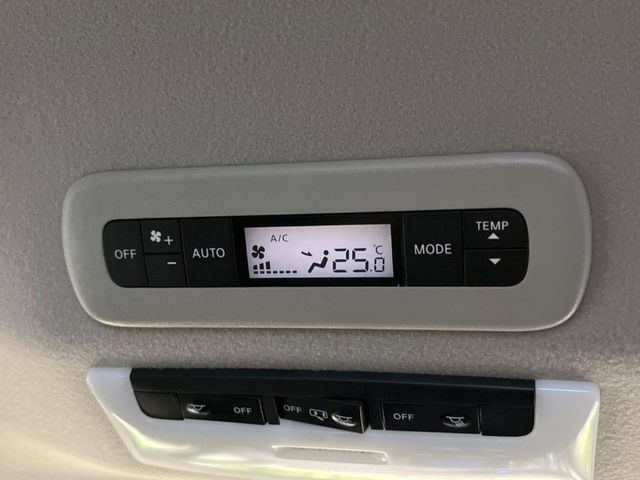 OFF + - AUTO A/C 25.0 °C MODE TEMP
OFF OFF OFF